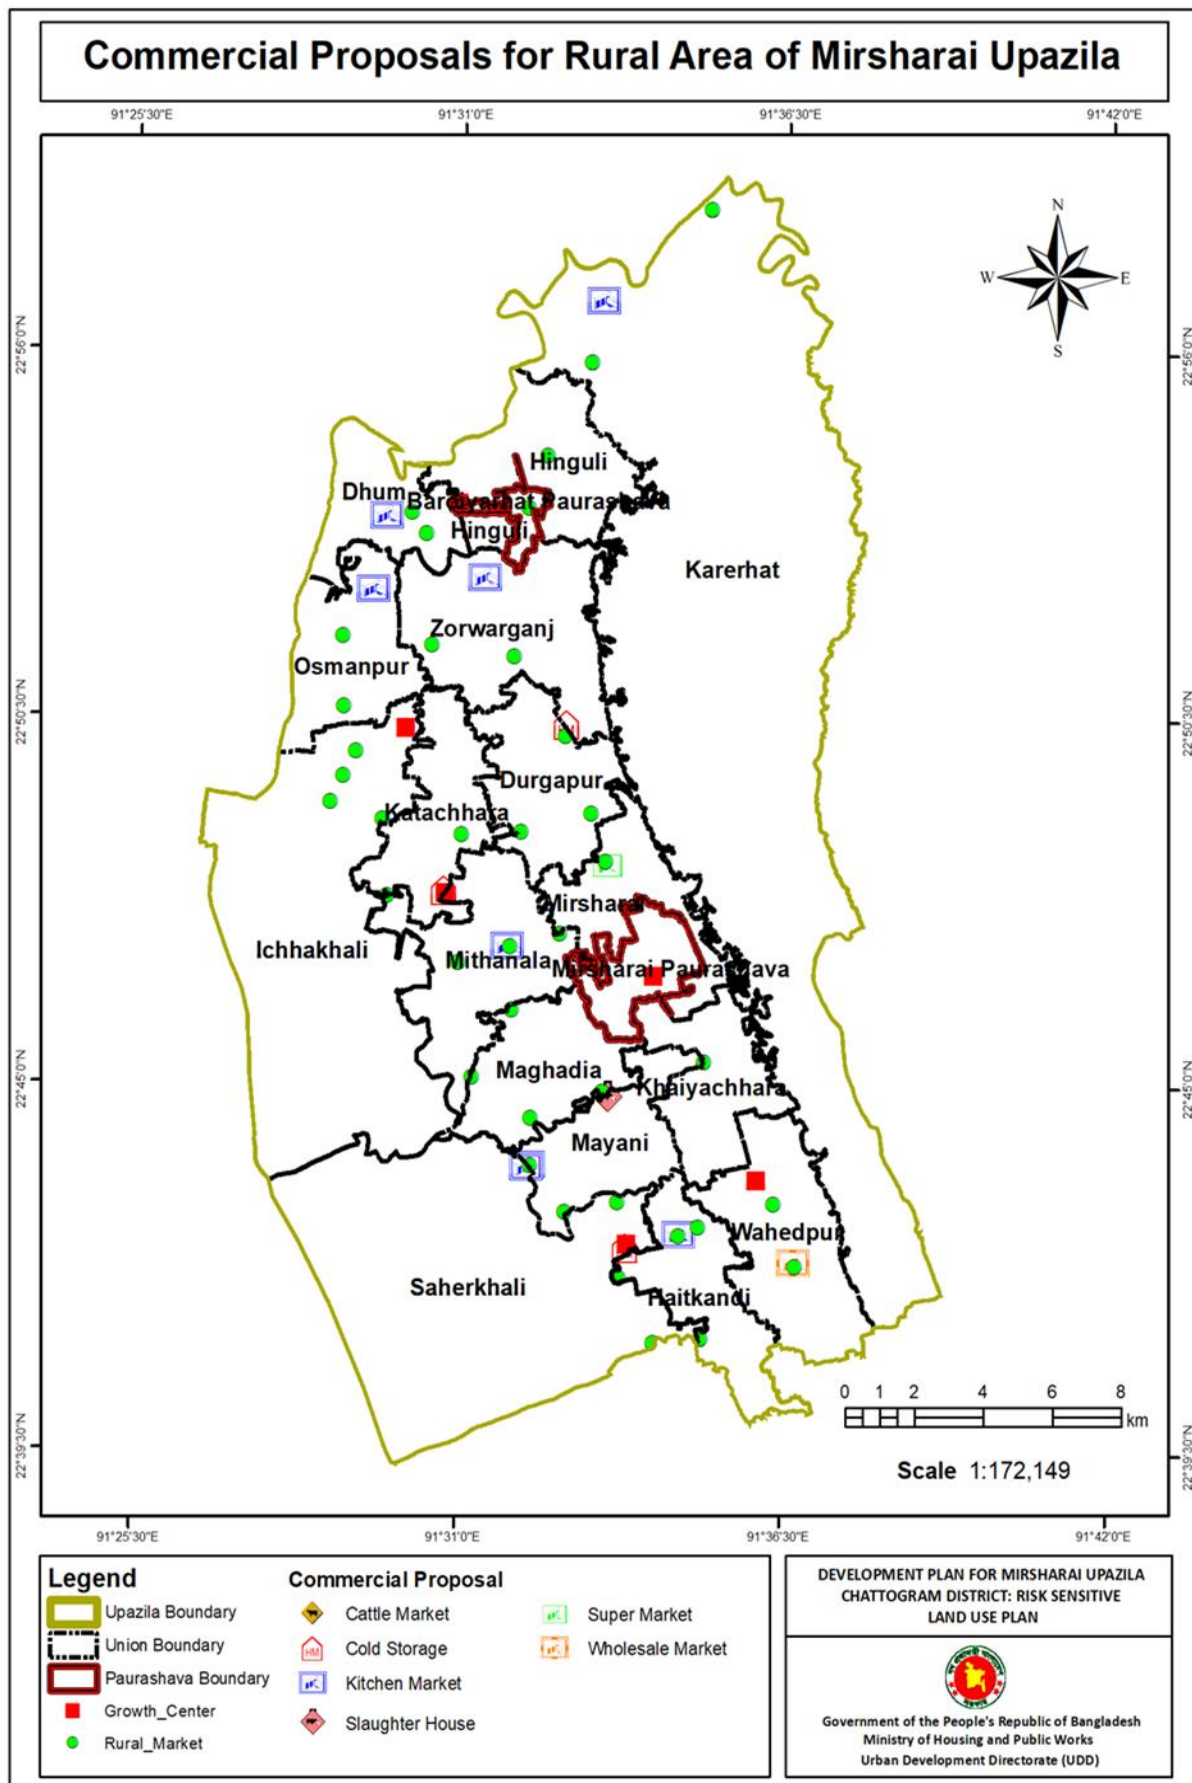 Commercial Proposals for Rural Area of Mirsharai Upazila
91°25'30"E 91°31'0"E 91°36'30"E 91°42'0"E
N
W E
S
22°56'0"N 22°56'0"N
Hinguli
Dhum
Baraiyarhat Paurashava
Hinguli
Karerhat
Zorwarganj
Osmanpur
22°50'30"N 22°50'30"N
Durgapur
Katachhara
Mirsharai
Ichhakhali
Mithanala
Mirsharai Paurashava
Maghadia
22°45'0"N 22°45'0"N
Khaiyachhara
Mayani
Wahedpur
Saherkhali
Haitkandi
0 1 2 4 6 8
km
22°39'30"N 22°39'30"N
Scale 1:172,149
91°25'30"E 91°31'0"E 91°36'30"E 91°42'0"E
Legend
Upazila Boundary
Union Boundary
Paurashava Boundary
Growth_Center
Rural_Market
Commercial Proposal
Cattle Market
HM
Cold Storage
Kitchen Market
Slaughter House
Super Market
Wholesale Market
DEVELOPMENT PLAN FOR MIRSHARAI UPAZILA
CHATTOGRAM DISTRICT: RISK SENSITIVE
LAND USE PLAN
Government of the People's Republic of Bangladesh
Ministry of Housing and Public Works
Urban Development Directorate (UDD)